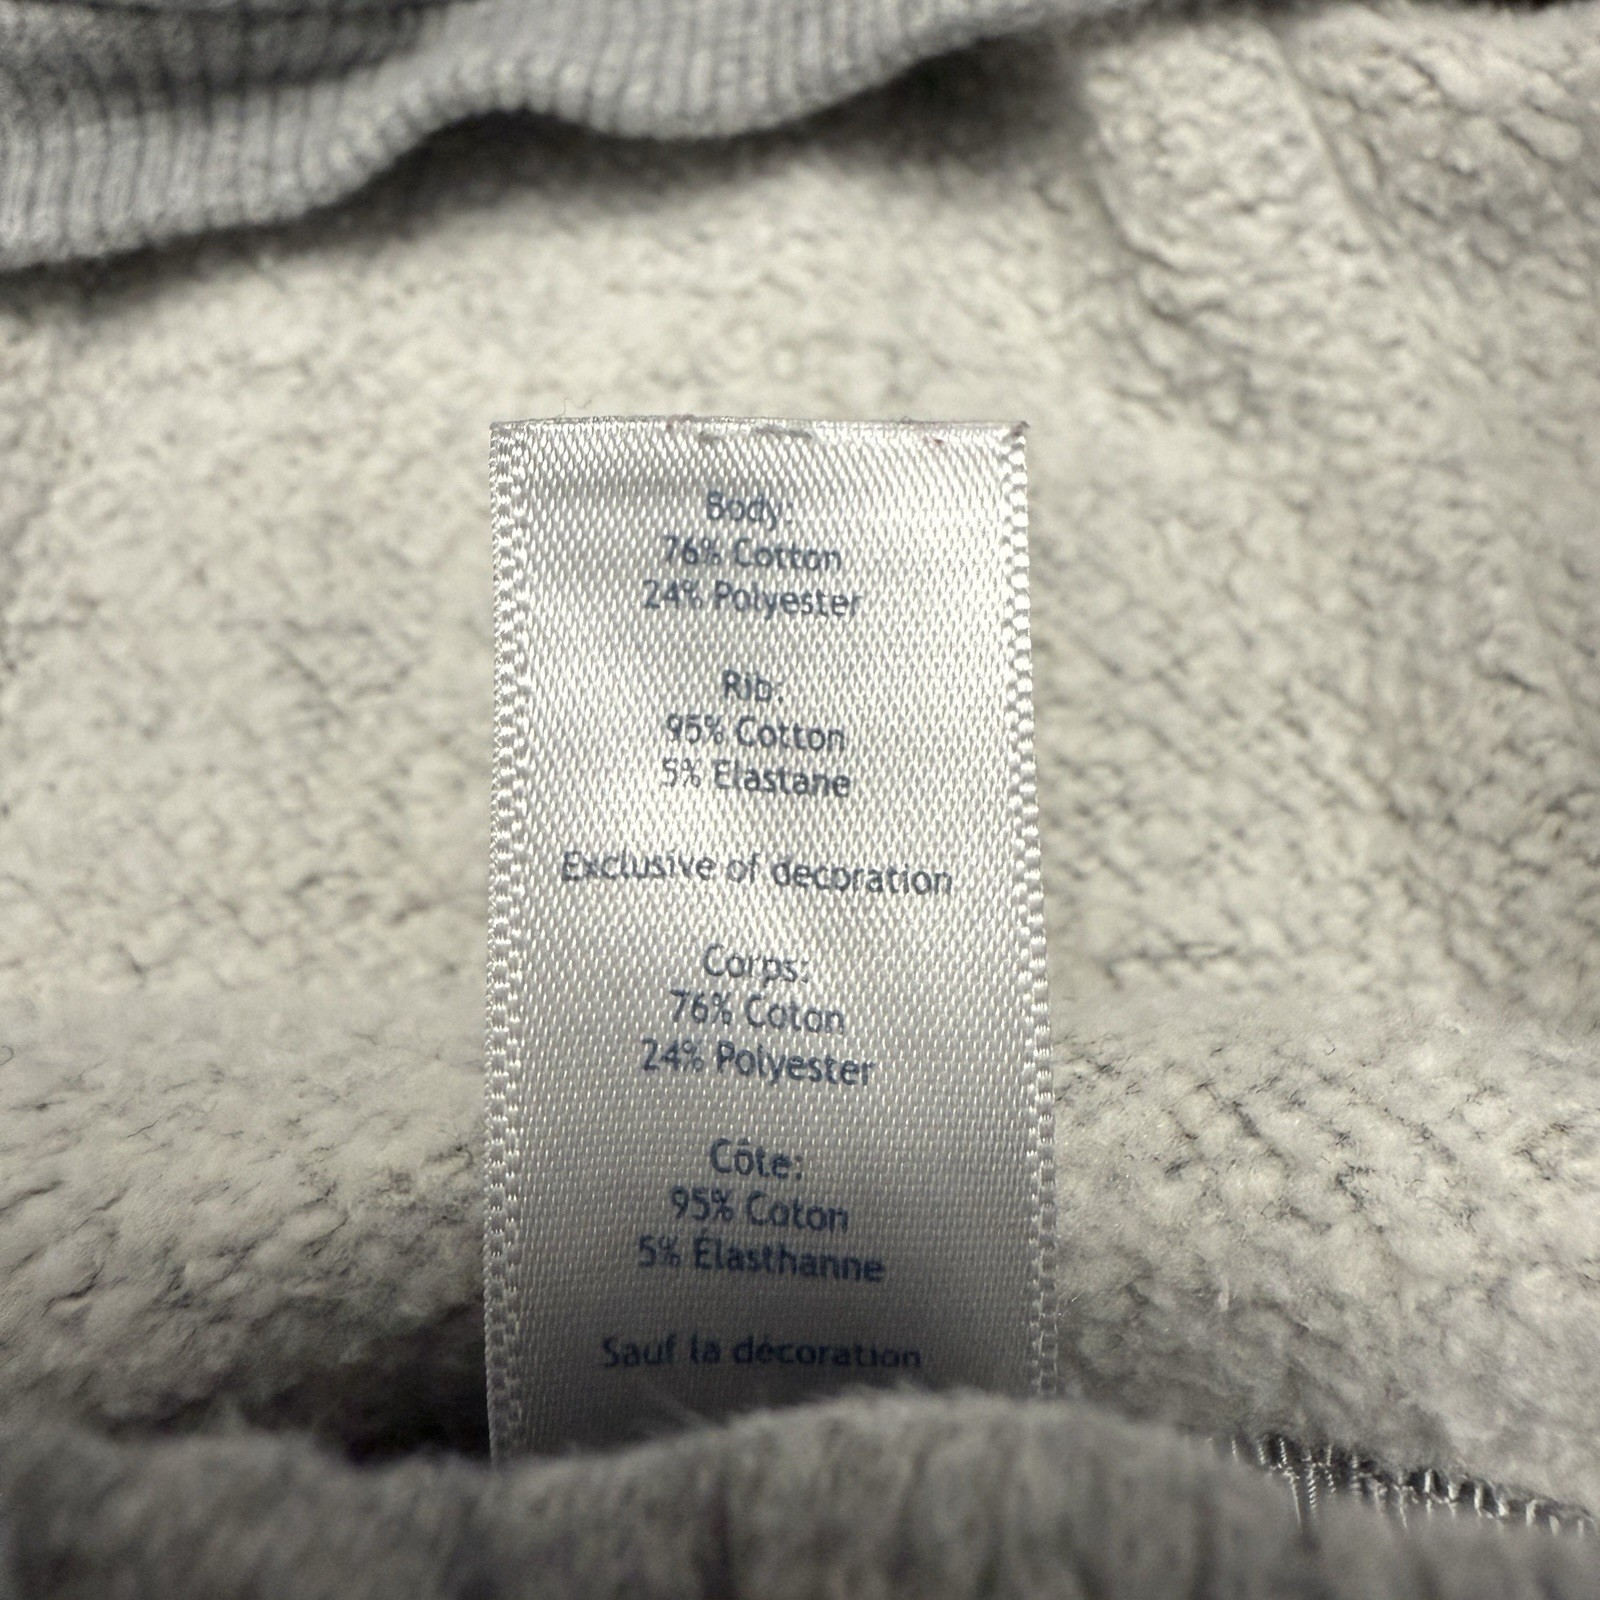 Body:
76% Cotton
24% Polyester
Rib:
95% Cotton
5% Elastane
Exclusive of decoration
Corps:
76% Coton
24% Polyester
Côte:
95% Coton
5% Élasthanne
Sauf la décoration